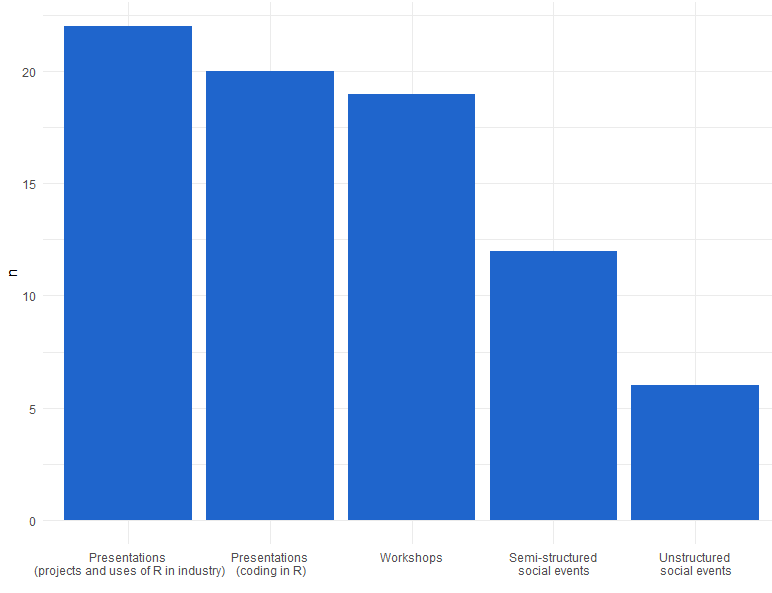 n
20
15
10
5
0
Presentations
(projects and uses of R in industry)
Presentations
(coding in R)
Workshops
Semi-structured
social events
Unstructured
social events